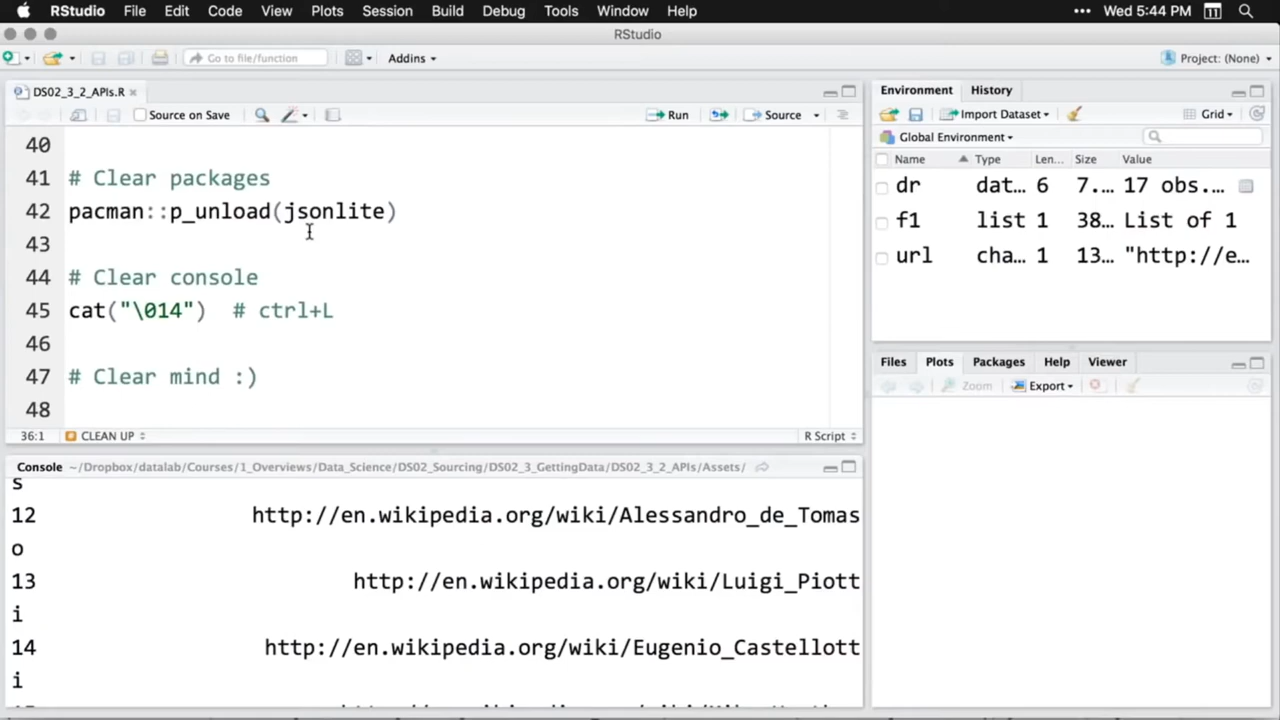 RStudio File Edit Code View Plots Session Build Debug Tools Window Help ••• Wed 5:44 PM 11
RStudio
Go to file/function Addins Project: (None)
DS02_3_2_APIs.R
Source on Save Run Source
40
41 # Clear packages
42 pacman::p_unload(jsonlite)
43
44 # Clear console
45 cat("\014") # ctrl+L
46
47 # Clear mind :)
48
36:1 CLEAN UP R Script
Console ~/Dropbox/datalab/Courses/1_Overviews/Data_Science/DS02_Sourcing/DS02_3_GettingData/DS02_3_2_APIs/Assets/
s
12 http://en.wikipedia.org/wiki/Alessandro_de_Tomas
o
13 http://en.wikipedia.org/wiki/Luigi_Piott
i
14 http://en.wikipedia.org/wiki/Eugenio_Castellott
i
Environment History
Import Dataset Grid
Global Environment
Name Type Len... Size Value
dr dat... 6 7.... 17 obs....
f1 list 1 38... List of 1
url cha... 1 13... "http://e...
Files Plots Packages Help Viewer
Zoom Export